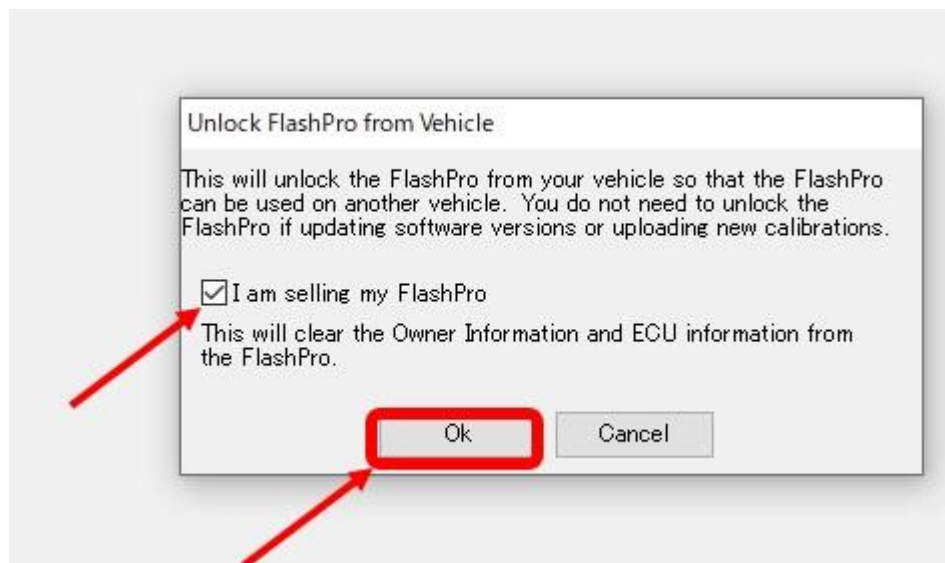 Unlock FlashPro from Vehicle
This will unlock the FlashPro from your vehicle so that the FlashPro
can be used on another vehicle. You do not need to unlock the
FlashPro if updating software versions or uploading new calibrations.
I am selling my FlashPro
This will clear the Owner Information and ECU information from
the FlashPro.
Ok
Cancel